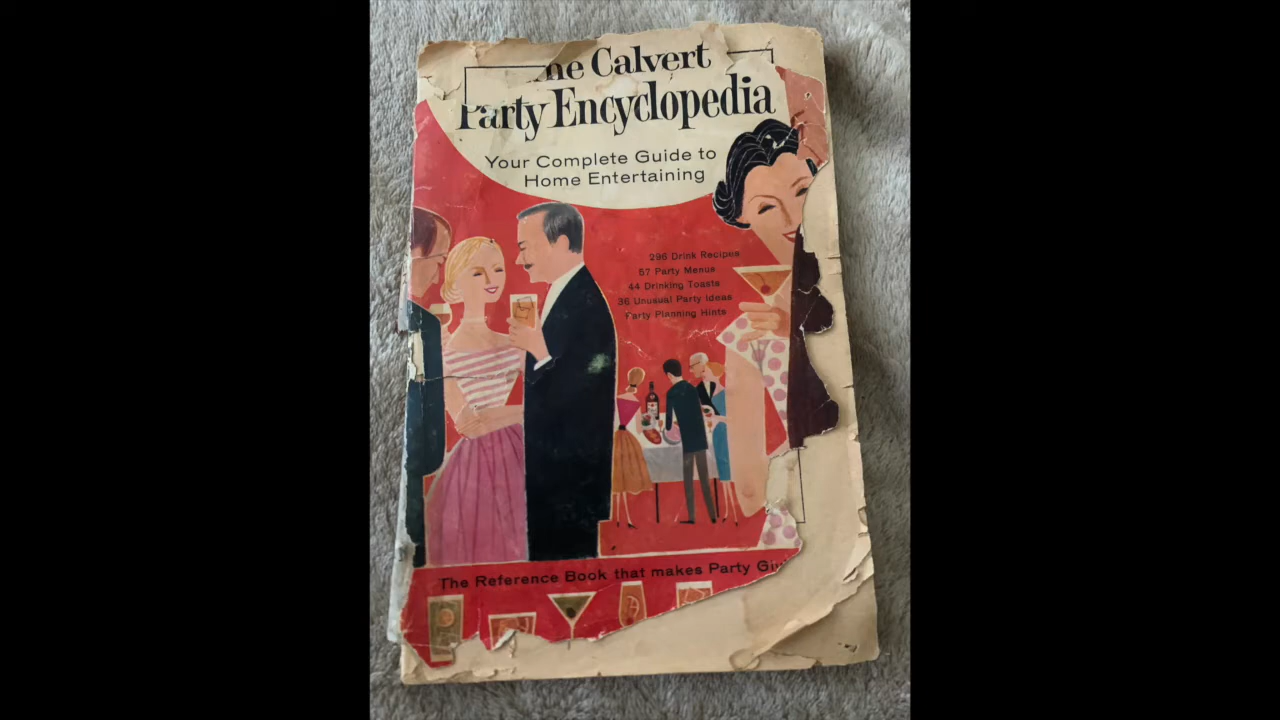 he Calvert
Party Encyclopedia
Your Complete Guide to
Home Entertaining
296 Drink Recipes
57 Party Menus
44 Drinking Toasts
36 Unusual Party Ideas
Party Planning Hints
The Reference Book that makes Party Gi